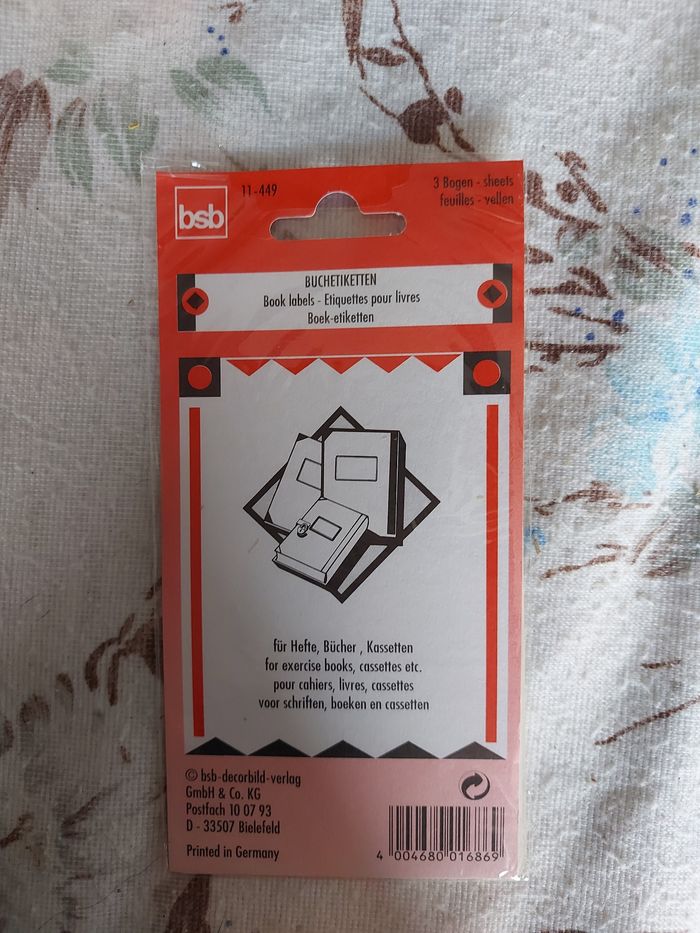 bsb
11-449
3 Bogen - sheets
feuilles - vellen
BUCHETIKETTEN
Book labels - Etiquettes pour livres
Boek-etiketten
für Hefte, Bücher , Kassetten
for exercise books, cassettes etc.
pour cahiers, livres, cassettes
voor schriften, boeken en cassetten
© bsb-decorbild-verlag
GmbH & Co. KG
Postfach 10 07 93
D - 33507 Bielefeld
Printed in Germany
4 004680 016869